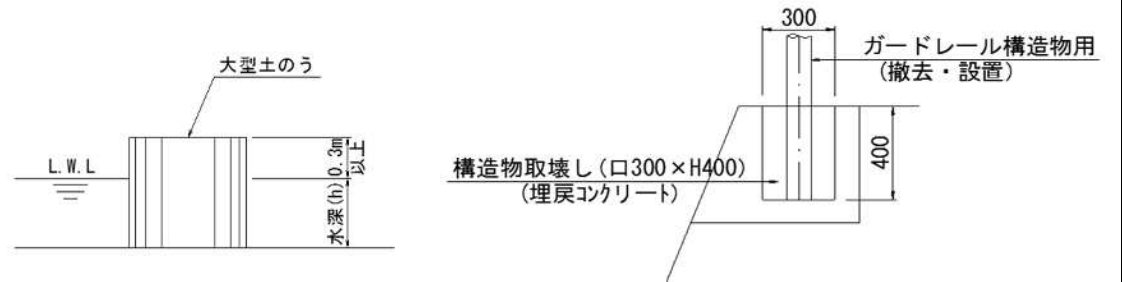 大型土のう
L.W.L
0.3m
以上
水深(h)
300
ガードレール構造物用
(撤去・設置)
構造物取壊し(口300×H400)
(埋戻コンクリート)
400